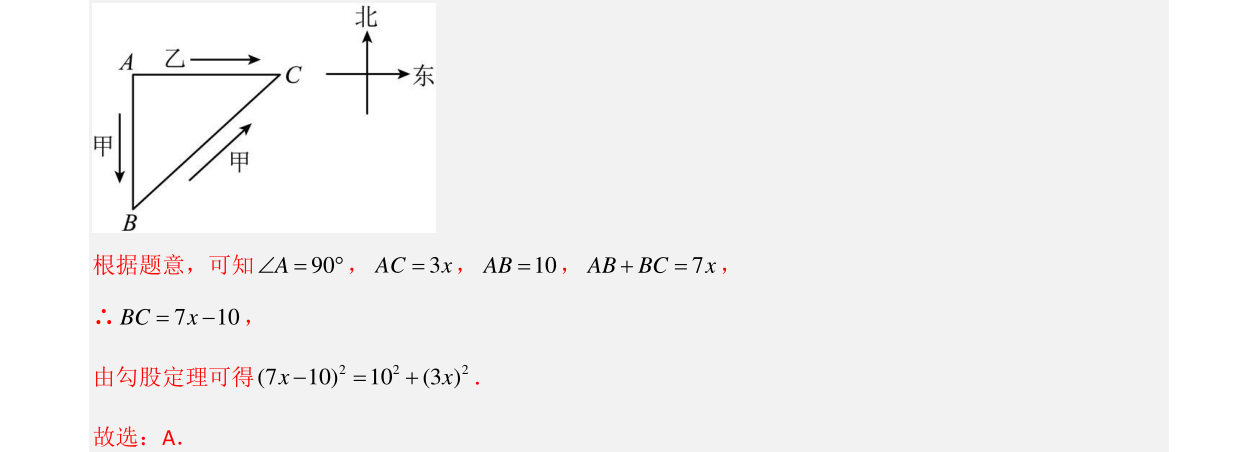 北
A 乙 C 东
甲
甲
B
根据题意，可知∠A=90°，AC=3x，AB=10，AB+BC=7x，
∴BC=7x−10，
由勾股定理可得(7x−10)²=10²+(3x)²．
故选：A．